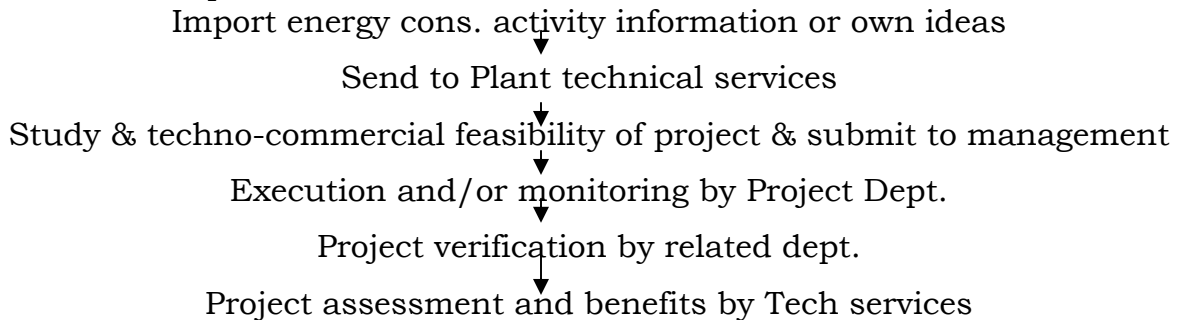 Import energy cons. activity information or own ideas
Send to Plant technical services
Study & techno-commercial feasibility of project & submit to management
Execution and/or monitoring by Project Dept.
Project verification by related dept.
Project assessment and benefits by Tech services